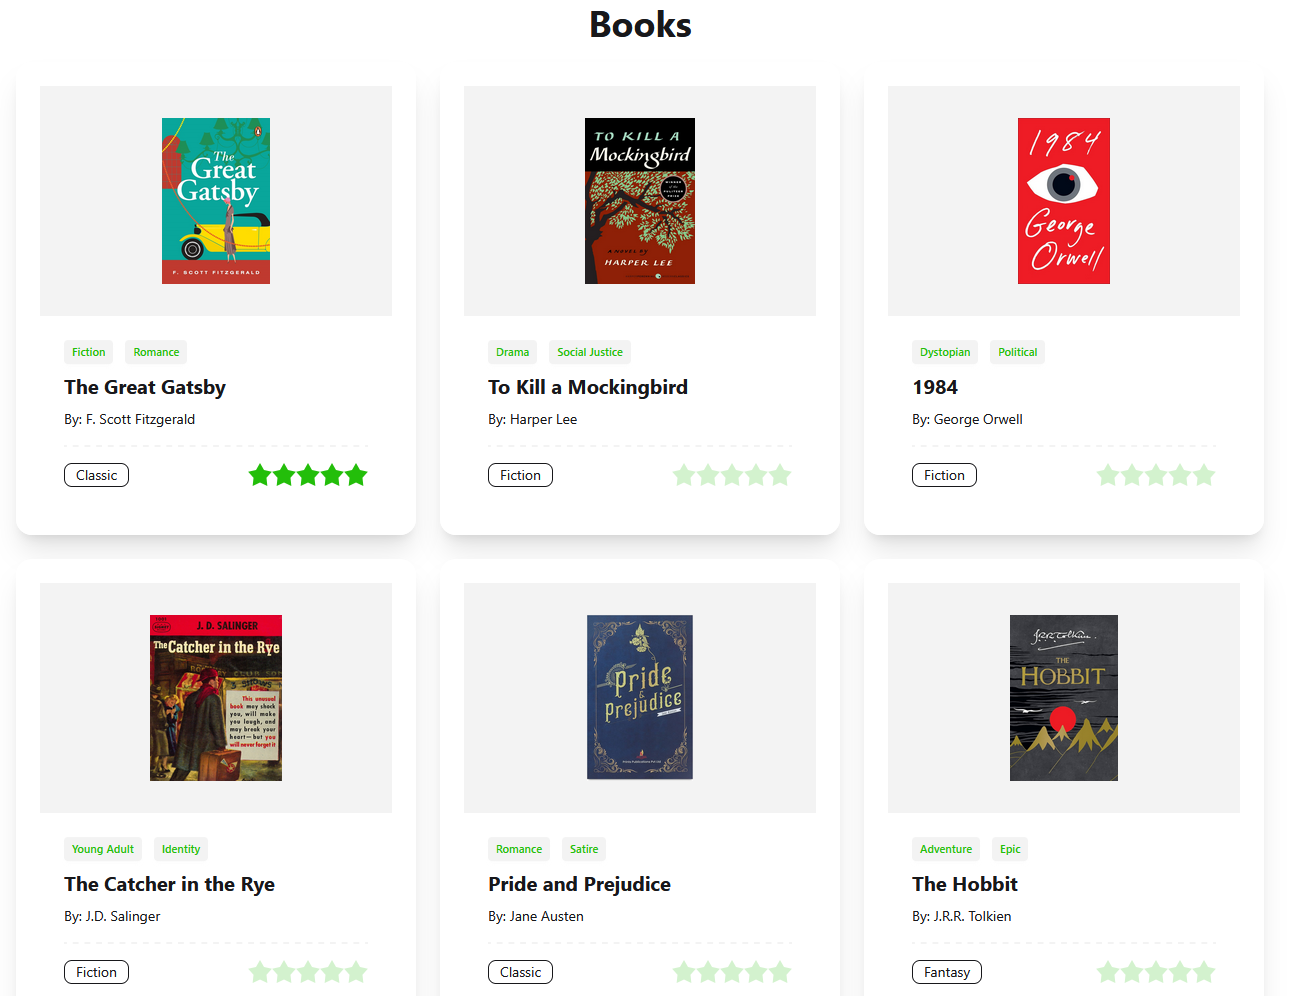 Books
The
Great
Gatsby
F. SCOTT FITZGERALD
TO KILL A
Mockingbird
WINNER
of the
PULITZER
PRIZE
A NOVEL BY
HARPER LEE
1984
George
Orwell
Fiction Romance
Drama Social Justice
Dystopian Political
The Great Gatsby
To Kill a Mockingbird
1984
By: F. Scott Fitzgerald
By: Harper Lee
By: George Orwell
Classic
Fiction
Fiction
J. D. SALINGER
The Catcher in the Rye
This unusual
book may shock
you, will make
you laugh, and
may break your
heart—but you
will never forget it
Pride
&
Prejudice
J.R.R. Tolkien.
THE
HOBBIT
Young Adult Identity
Romance Satire
Adventure Epic
The Catcher in the Rye
Pride and Prejudice
The Hobbit
By: J.D. Salinger
By: Jane Austen
By: J.R.R. Tolkien
Fiction
Classic
Fantasy